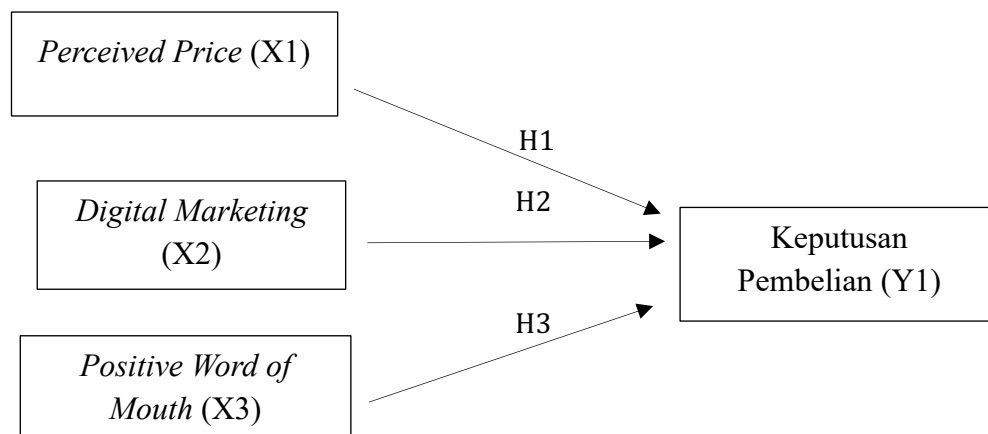 Perceived Price (X1)
H1
Digital Marketing
(X2)
H2
Keputusan
Pembelian (Y1)
H3
Positive Word of
Mouth (X3)